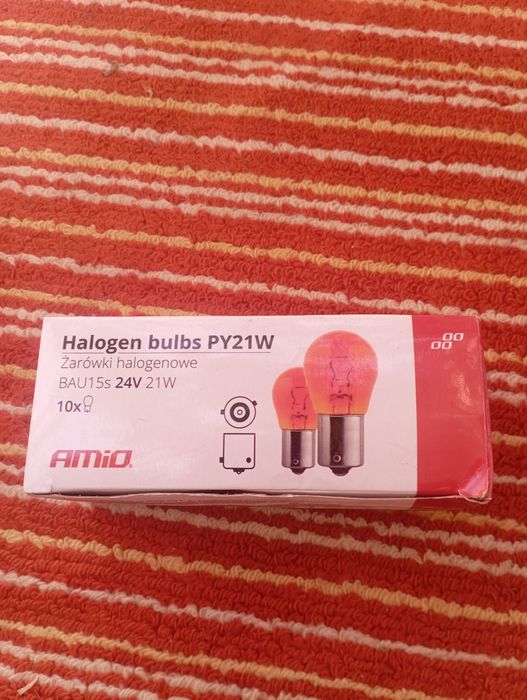 Halogen bulbs PY21W
Żarówki halogenowe
BAU15s 24V 21W
10x
AMiO